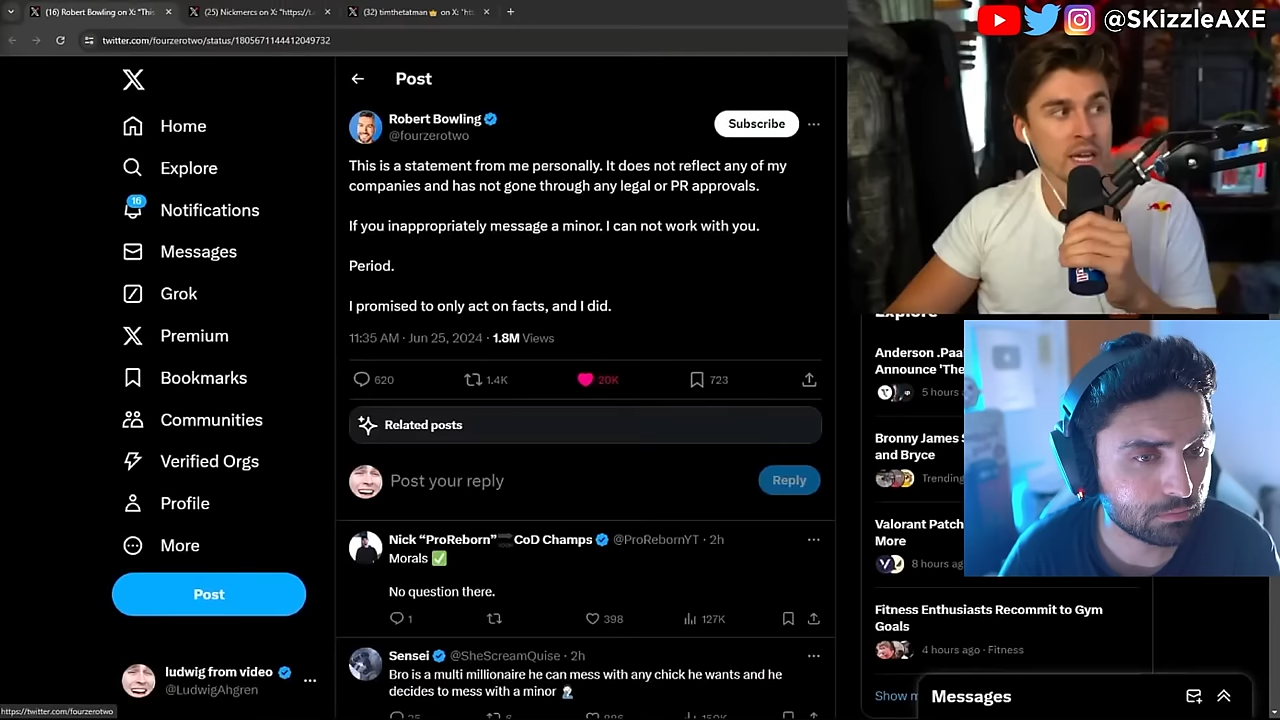 (16) Robert Bowling on X: "This
(25) Nickmercs on X: "https://t.
(32) timthetatman on X: "h
twitter.com/fourzerotwo/status/1805671144412049732
@SKizzleAXE
Post
Home
Explore
16
Notifications
Messages
Grok
Premium
Bookmarks
Communities
Verified Orgs
Profile
More
Post
ludwig from video
@LudwigAhgren
https://twitter.com/fourzerotwo
Robert Bowling
@fourzerotwo
Subscribe
This is a statement from me personally. It does not reflect any of my
companies and has not gone through any legal or PR approvals.
If you inappropriately message a minor. I can not work with you.
Period.
I promised to only act on facts, and I did.
11:35 AM · Jun 25, 2024 · 1.8M Views
620 1.4K 20K 723
Related posts
Post your reply
Reply
Nick “ProReborn” CoD Champs @ProRebornYT · 2h
Morals ✅
No question there.
1 398 127K
Sensei @SheScreamQuise · 2h
Bro is a multi millionaire he can mess with any chick he wants and he
decides to mess with a minor
Explore
Anderson .Paa
Announce 'The
5 hours
Bronny James
and Bryce
Trending
Valorant Patch
More
8 hours ag
Fitness Enthusiasts Recommit to Gym
Goals
4 hours ago · Fitness
Show m
Messages